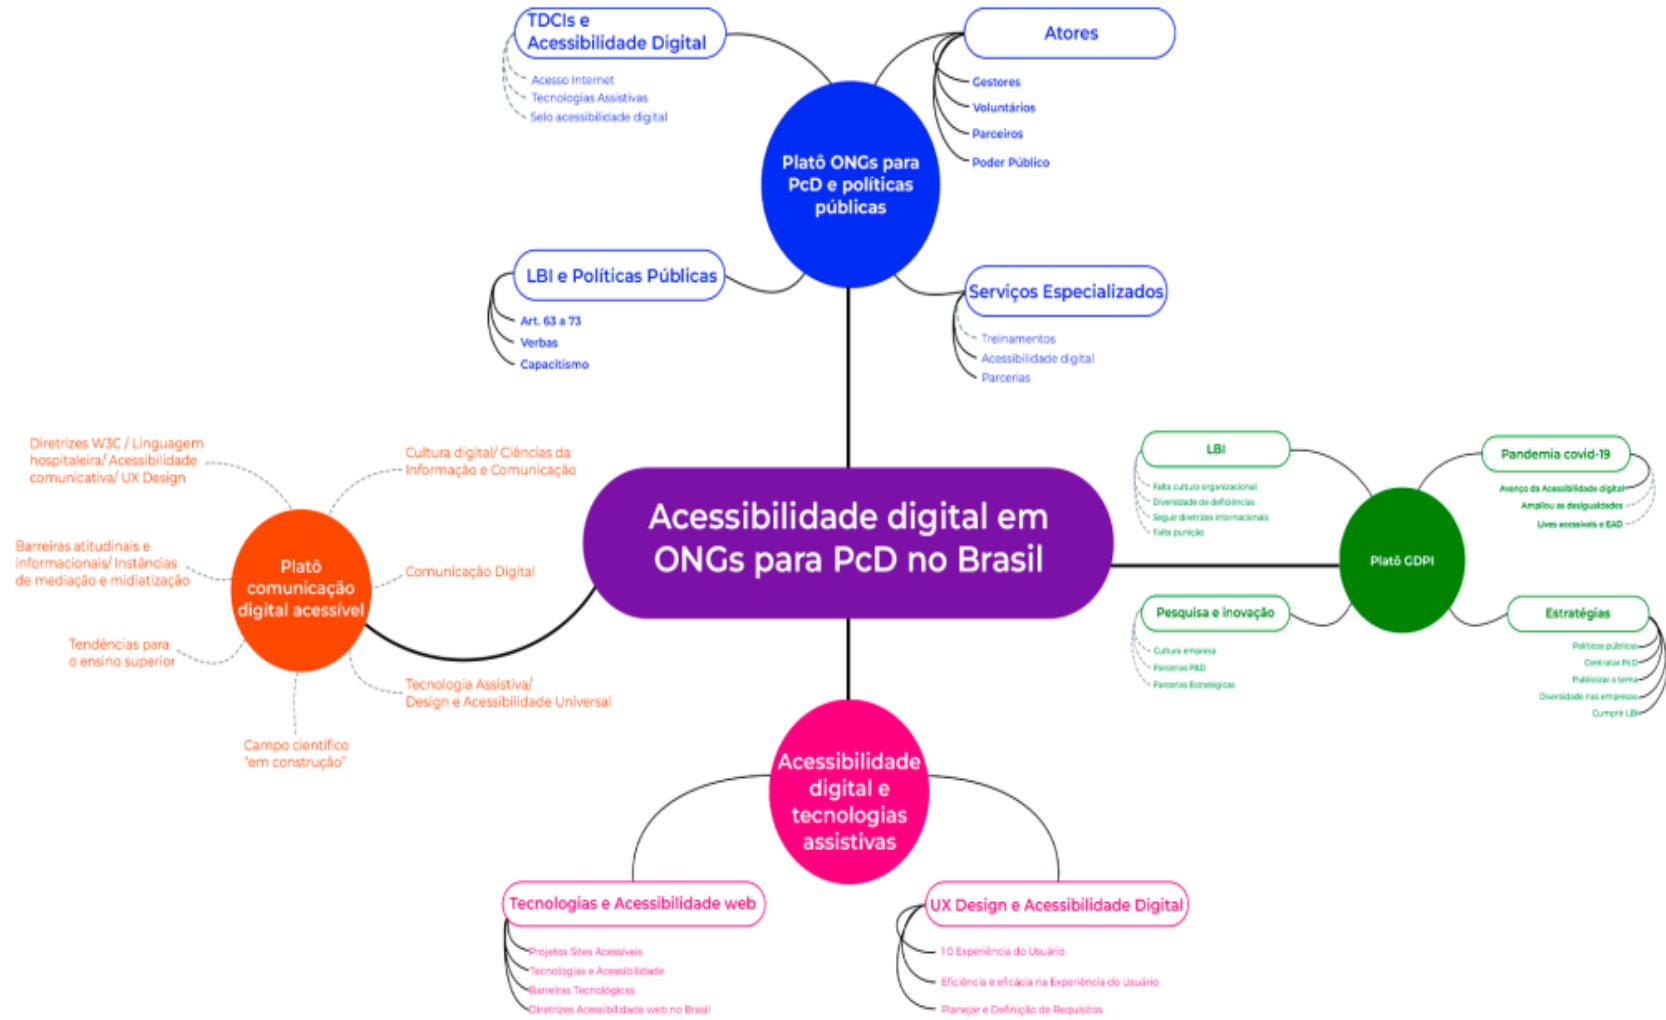 TDCIs e
Acessibilidade Digital
Acesso Internet
Tecnologias Assistivas
Selo acessibilidade digital
Atores
Gestores
Voluntários
Parceiros
Poder Público
Platô ONGs para
PcD e políticas
públicas
LBI e Políticas Públicas
Art. 63 a 73
Verbas
Capacitismo
Serviços Especializados
Treinamentos
Acessibilidade digital
Parcerias
Diretrizes W3C / Linguagem
hospitaleira/ Acessibilidade
comunicativa/ UX Design
Cultura digital/ Ciências da
Informação e Comunicação
Barreiras atitudinais e
informacionais/ Instâncias
de mediação e midiatização
Platô
comunicação
digital acessível
Comunicação Digital
Tendências para
o ensino superior
Tecnologia Assistiva/
Design e Acessibilidade Universal
Campo científico
"em construção"
Acessibilidade digital em
ONGs para PcD no Brasil
LBI
Falta cultura organizacional
Diversidade de deficiências
Seguir diretrizes internacionais
Falta punição
Pandemia covid-19
Avanço da Acessibilidade digital
Ampliou as desigualdades
Lives acessíveis e EAD
Platô GDPI
Pesquisa e inovação
Cultura empresa
Parcerias P&D
Parcerias Estratégicas
Estratégias
Políticas públicas
Contratar PcD
Publicizar o tema
Diversidade nas empresas
Cumprir LBI
Acessibilidade
digital e
tecnologias
assistivas
Tecnologias e Acessibilidade web
Projetos Sites Acessíveis
Tecnologias e Acessibilidade
Barreiras Tecnológicas
Diretrizes Acessibilidade web no Brasil
UX Design e Acessibilidade Digital
10 Experiência do Usuário
Eficiência e eficácia na Experiência do Usuário
Planejar e Definição de Requisitos